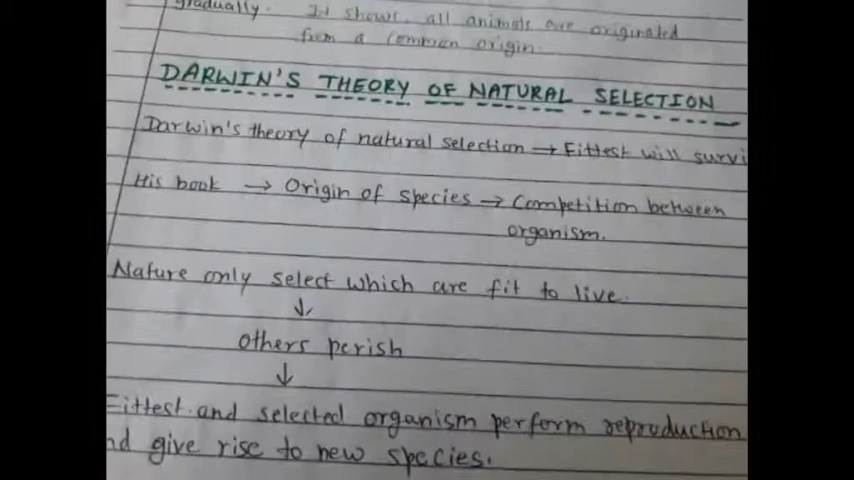 gradually. It shows, all animals are originated
from a common origin.
DARWIN'S THEORY OF NATURAL SELECTION
Darwin's theory of natural selection → Fittest will survi
His book → Origin of species → Competition between
organism.
Nature only select which are fit to live.
↓
others perish
↓
Fittest and selected organism perform reproduction
nd give rise to new species.